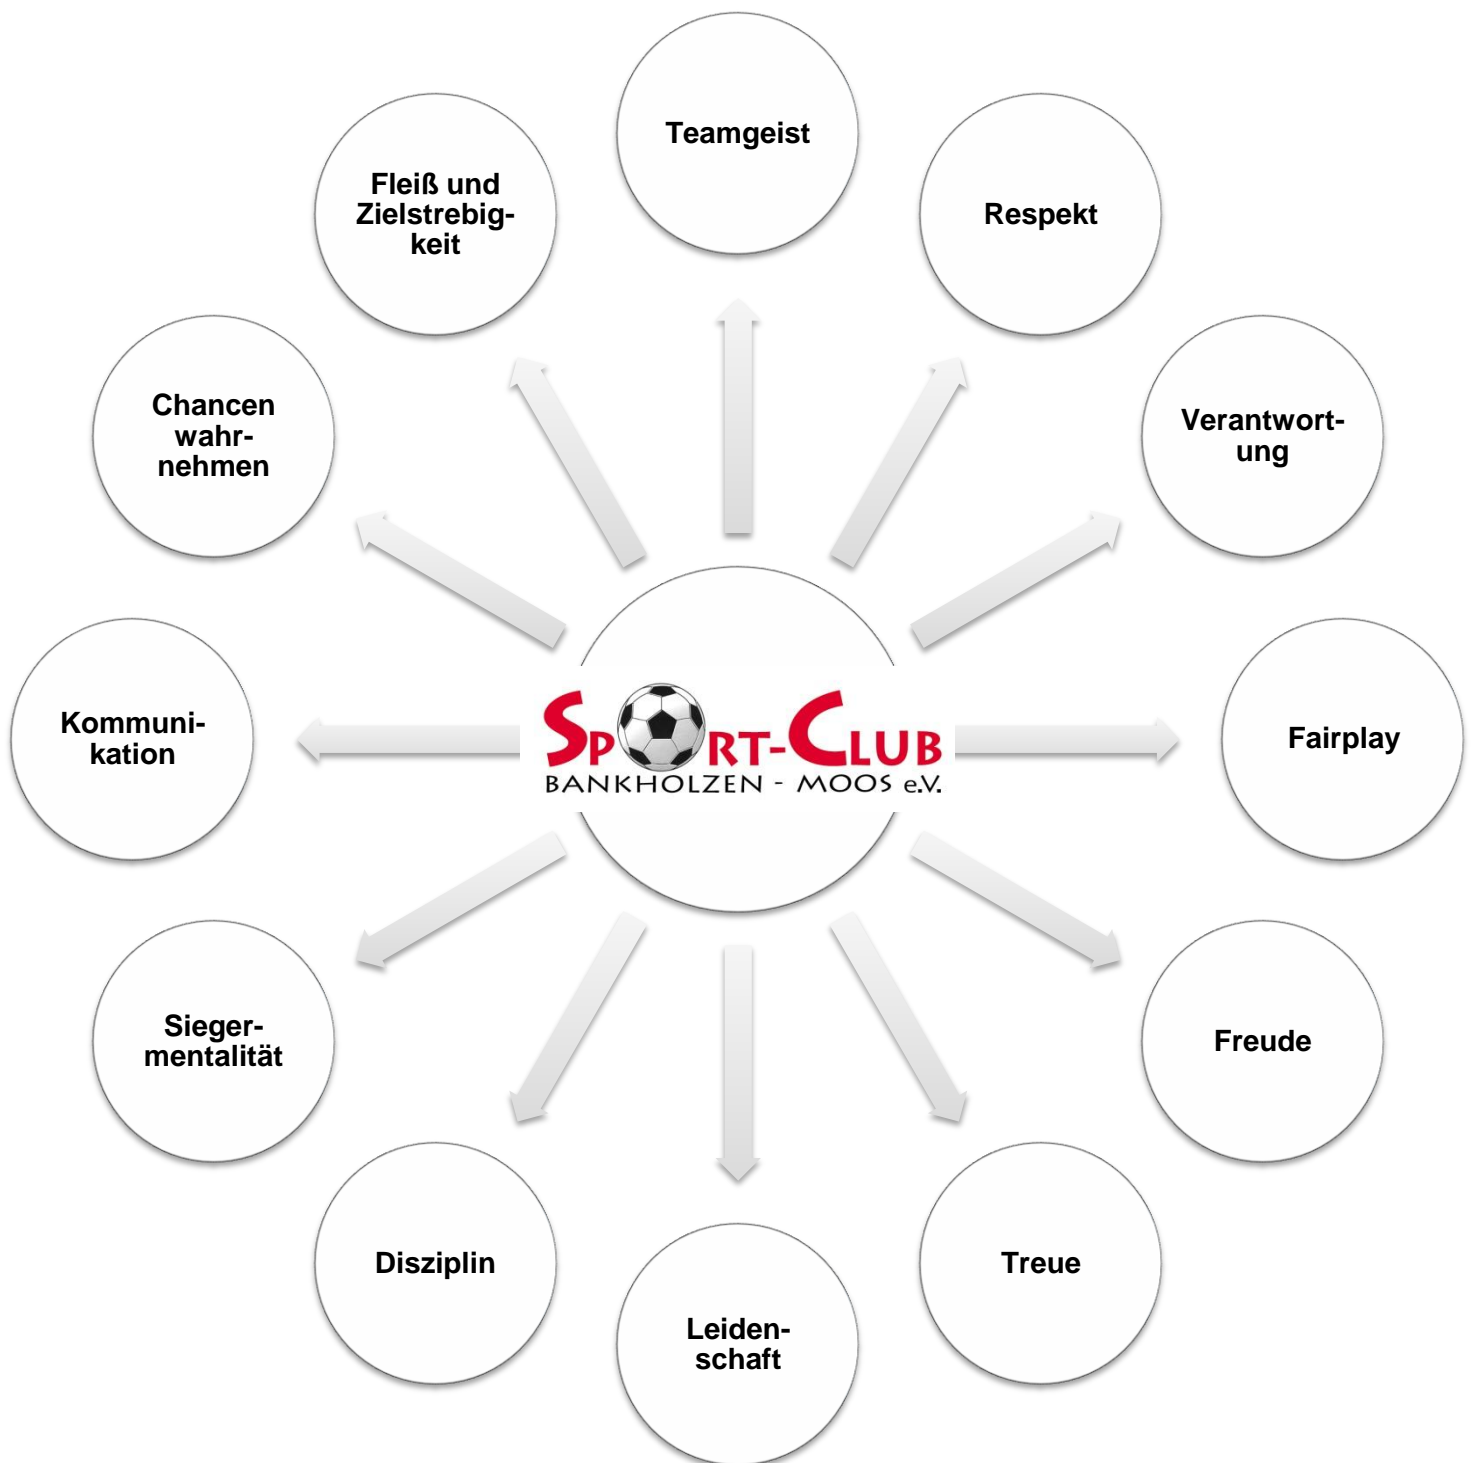 Teamgeist
Respekt
Verantwort-
ung
Fairplay
Freude
Treue
Leiden-
schaft
Disziplin
Sieger-
mentalität
Kommuni-
kation
Chancen
wahr-
nehmen
Fleiß und
Zielstrebig-
keit
SPORT-CLUB
BANKHOLZEN - MOOS e.V.